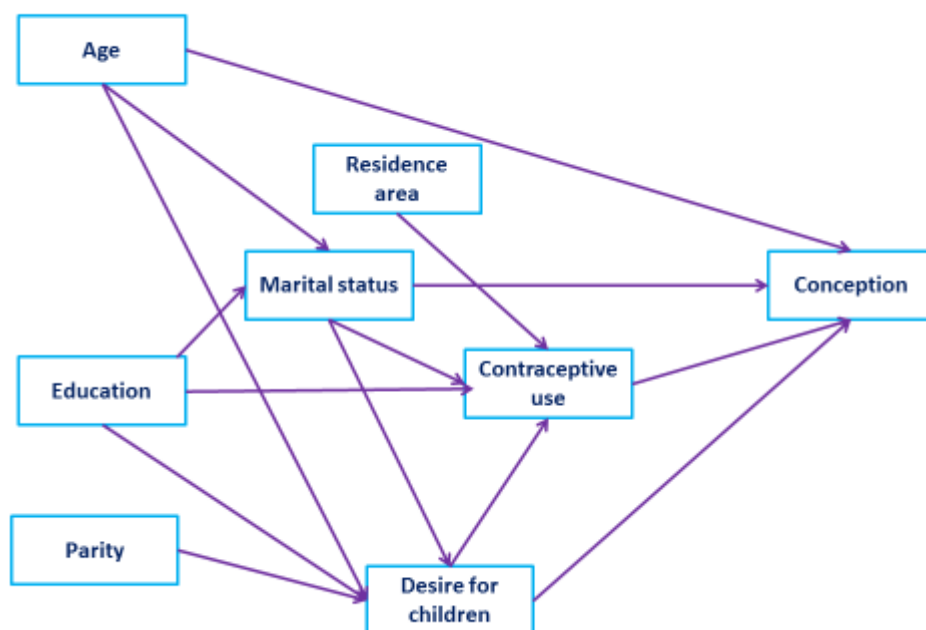 Age
Residence
area
Marital status
Conception
Contraceptive
use
Education
Parity
Desire for
children